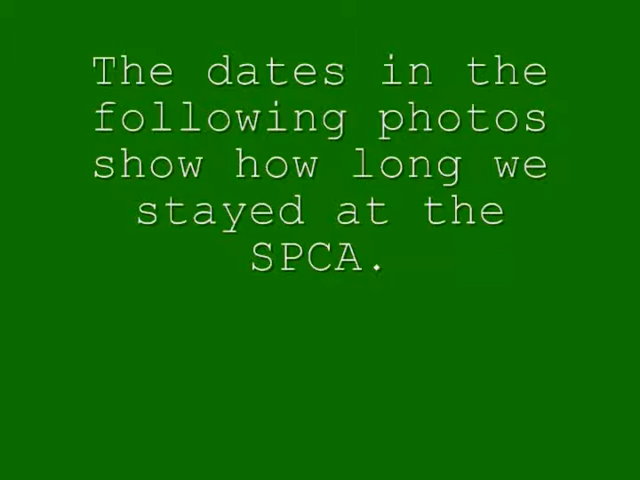 The dates in the
following photos
show how long we
stayed at the
SPCA.